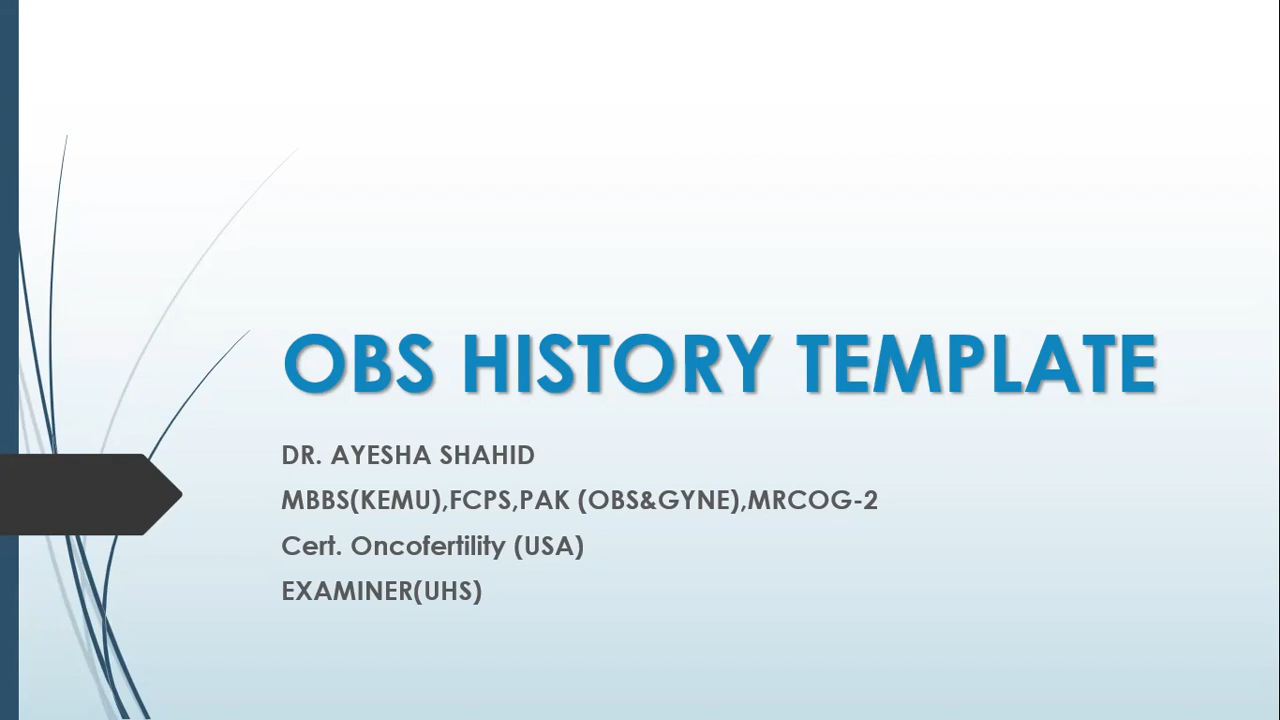 OBS HISTORY TEMPLATE
DR. AYESHA SHAHID
MBBS(KEMU),FCPS,PAK (OBS&GYNE),MRCOG-2
Cert. Oncofertility (USA)
EXAMINER(UHS)